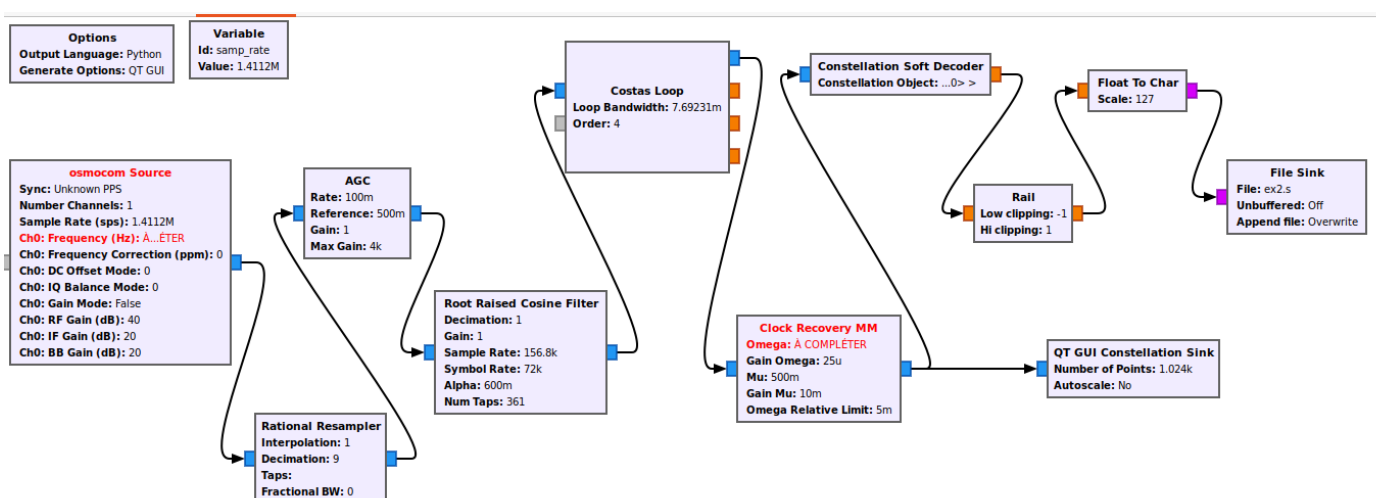 Options
Output Language: Python
Generate Options: QT GUI
Variable
Id: samp_rate
Value: 1.4112M
osmocom Source
Sync: Unknown PPS
Number Channels: 1
Sample Rate (sps): 1.4112M
Ch0: Frequency (Hz): À...ÉTER
Ch0: Frequency Correction (ppm): 0
Ch0: DC Offset Mode: 0
Ch0: IQ Balance Mode: 0
Ch0: Gain Mode: False
Ch0: RF Gain (dB): 40
Ch0: IF Gain (dB): 20
Ch0: BB Gain (dB): 20
Rational Resampler
Interpolation: 1
Decimation: 9
Taps:
Fractional BW: 0
AGC
Rate: 100m
Reference: 500m
Gain: 1
Max Gain: 4k
Root Raised Cosine Filter
Decimation: 1
Gain: 1
Sample Rate: 156.8k
Symbol Rate: 72k
Alpha: 600m
Num Taps: 361
Costas Loop
Loop Bandwidth: 7.69231m
Order: 4
Clock Recovery MM
Omega: À COMPLÉTER
Gain Omega: 25u
Mu: 500m
Gain Mu: 10m
Omega Relative Limit: 5m
Constellation Soft Decoder
Constellation Object: ...0> >
Rail
Low clipping: -1
Hi clipping: 1
Float To Char
Scale: 127
File Sink
File: ex2.s
Unbuffered: Off
Append file: Overwrite
QT GUI Constellation Sink
Number of Points: 1.024k
Autoscale: No